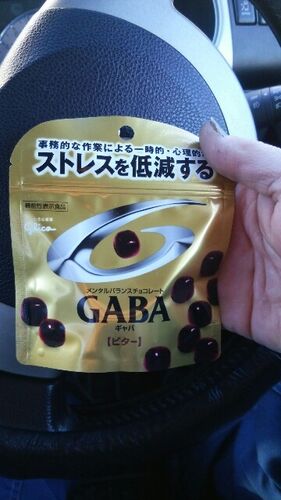 事務的な作業による一時的・心理的な
ストレスを低減する
機能性表示食品
glico
メンタルバランスチョコレート
GABA
ギャバ
【ビター】